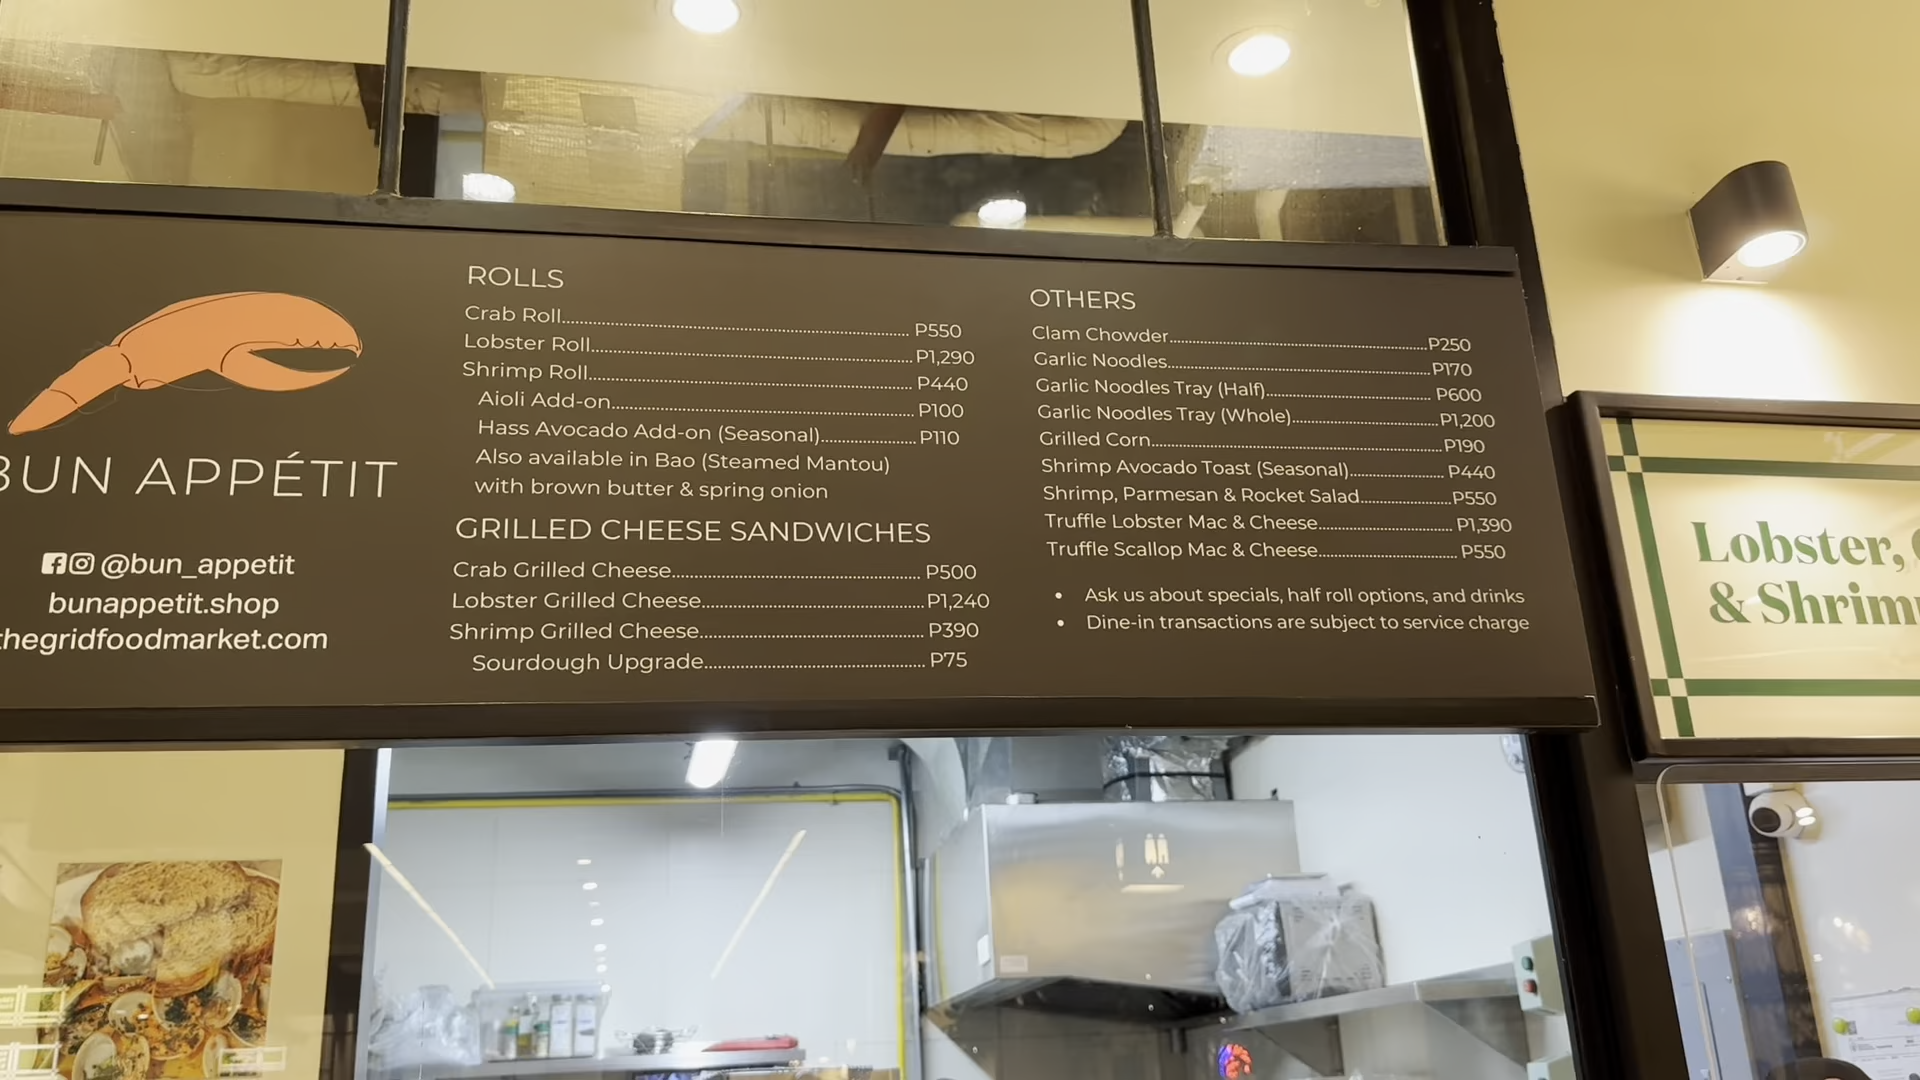 BUN APPÉTIT
@bun_appetit
bunappetit.shop
thegridfoodmarket.com
ROLLS
Crab Roll P550
Lobster Roll P1,290
Shrimp Roll P440
Aioli Add-on P100
Hass Avocado Add-on (Seasonal) P110
Also available in Bao (Steamed Mantou)
with brown butter & spring onion
GRILLED CHEESE SANDWICHES
Crab Grilled Cheese P500
Lobster Grilled Cheese P1,240
Shrimp Grilled Cheese P390
Sourdough Upgrade P75
OTHERS
Clam Chowder P250
Garlic Noodles P170
Garlic Noodles Tray (Half) P600
Garlic Noodles Tray (Whole) P1,200
Grilled Corn P190
Shrimp Avocado Toast (Seasonal) P440
Shrimp, Parmesan & Rocket Salad P550
Truffle Lobster Mac & Cheese P1,390
Truffle Scallop Mac & Cheese P550
• Ask us about specials, half roll options, and drinks
• Dine-in transactions are subject to service charge
Lobster,
& Shrim